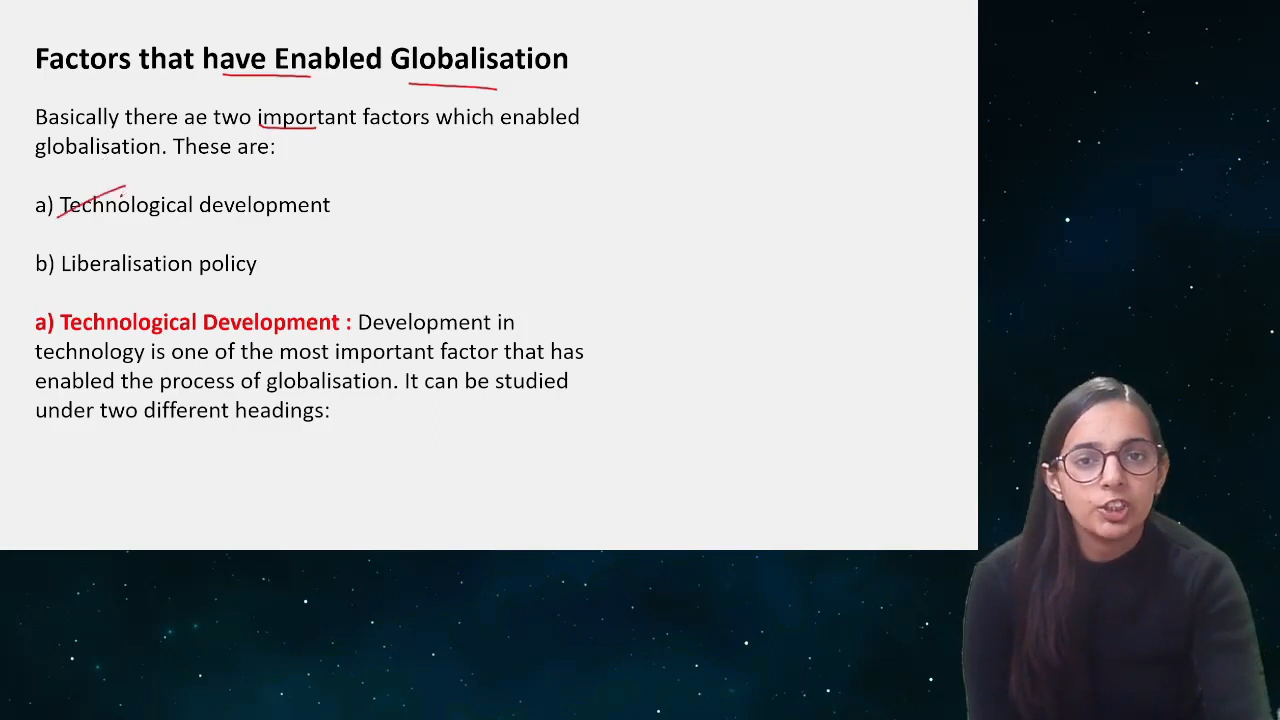 Factors that have Enabled Globalisation
Basically there ae two important factors which enabled
globalisation. These are:
a) Technological development
b) Liberalisation policy
a) Technological Development : Development in
technology is one of the most important factor that has
enabled the process of globalisation. It can be studied
under two different headings: